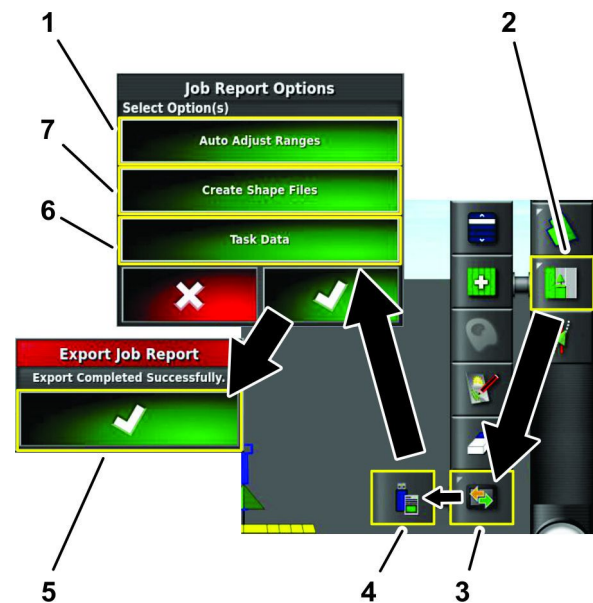 1
2
Job Report Options
Select Option(s)
Auto Adjust Ranges
7
Create Shape Files
6
Task Data
Export Job Report
Export Completed Successfully.
5
4
3